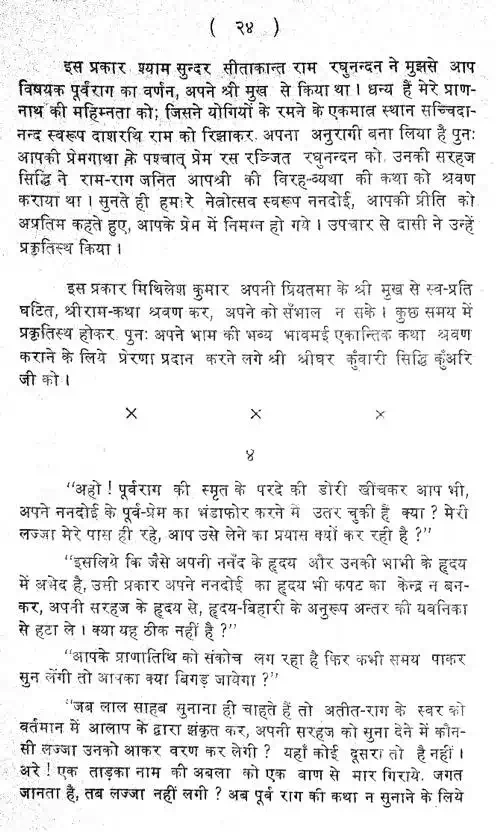 ( २४ )
इस प्रकार श्याम सुन्दर सीताकान्त राम रघुनन्दन ने मुझसे आप
विषयक पूर्वराग का वर्णन, अपने श्री मुख से किया था। धन्य हैं मेरे प्राण-
नाथ की महिम्नता को; जिसने योगियों के रमने के एकमात्र स्थान सच्चिदा-
नन्द स्वरूप दाशरथि राम को रिझाकर अपना अनुरागी बना लिया है पुनः
आपकी प्रेमगाथा के पश्चात् प्रेम रस रञ्जित रघुनन्दन को उनकी सरहज
सिद्धि ने राम-राग जनित आपश्री की विरह-व्यथा की कथा को श्रवण
कराया था। सुनते ही हमारे नेत्रोत्सव स्वरूप ननदोई, आपकी प्रीति को
अप्रतिम कहते हुए, आपके प्रेम में निमग्न हो गये। उपचार से दासी ने उन्हें
प्रकृतिस्थ किया।
इस प्रकार मिथिलेश कुमार अपनी प्रियतमा के श्री मुख से स्व-प्रति
घटित, श्रीराम-कथा श्रवण कर, अपने को सँभाल न सके। कुछ समय में
प्रकृतिस्थ होकर पुनः अपने भाम की भव्य भावमई एकान्तिक कथा श्रवण
कराने के लिये प्रेरणा प्रदान करने लगे श्री श्रीधर कुँवारी सिद्धि कुँअरि
जी को।
× × ×
४
"अहो! पूर्वराग की स्मृत के परदे की डोरी खींचकर आप भी,
अपने ननदोई के पूर्व-प्रेम का भंडाफोर करने में उतर चुकी हैं क्या? मेरी
लज्जा मेरे पास ही रहे, आप उसे लेने का प्रयास क्यों कर रही है?"
"इसलिये कि जैसे अपनी ननँद के हृदय और उनकी भाभी के हृदय
में अभेद है, उसी प्रकार अपने ननदोई का हृदय भी कपट का केन्द्र न बन-
कर, अपनी सरहज के हृदय से, हृदय-बिहारी के अनुरूप अन्तर की यवनिका
से हटा ले। क्या यह ठीक नहीं है?"
"आपके प्राणातिथि को संकोच लग रहा है फिर कभी समय पाकर
सुन लेंगी तो आपका क्या बिगड़ जायेगा?"
"जब लाल साहब सुनाना ही चाहते हैं तो अतीत-राग के स्वर को
वर्तमान में आलाप के द्वारा झंकृत कर, अपनी सरहज को सुना देने में कौन-
सी लज्जा उनको आकर वरण कर लेगी? यहाँ कोई दूसरा तो है नहीं।
अरे! एक ताड़का नाम की अबला को एक बाण से मार गिराये. जगत
जानता है, तब लज्जा नहीं लगी? अब पूर्व राग की कथा न सुनाने के लिये